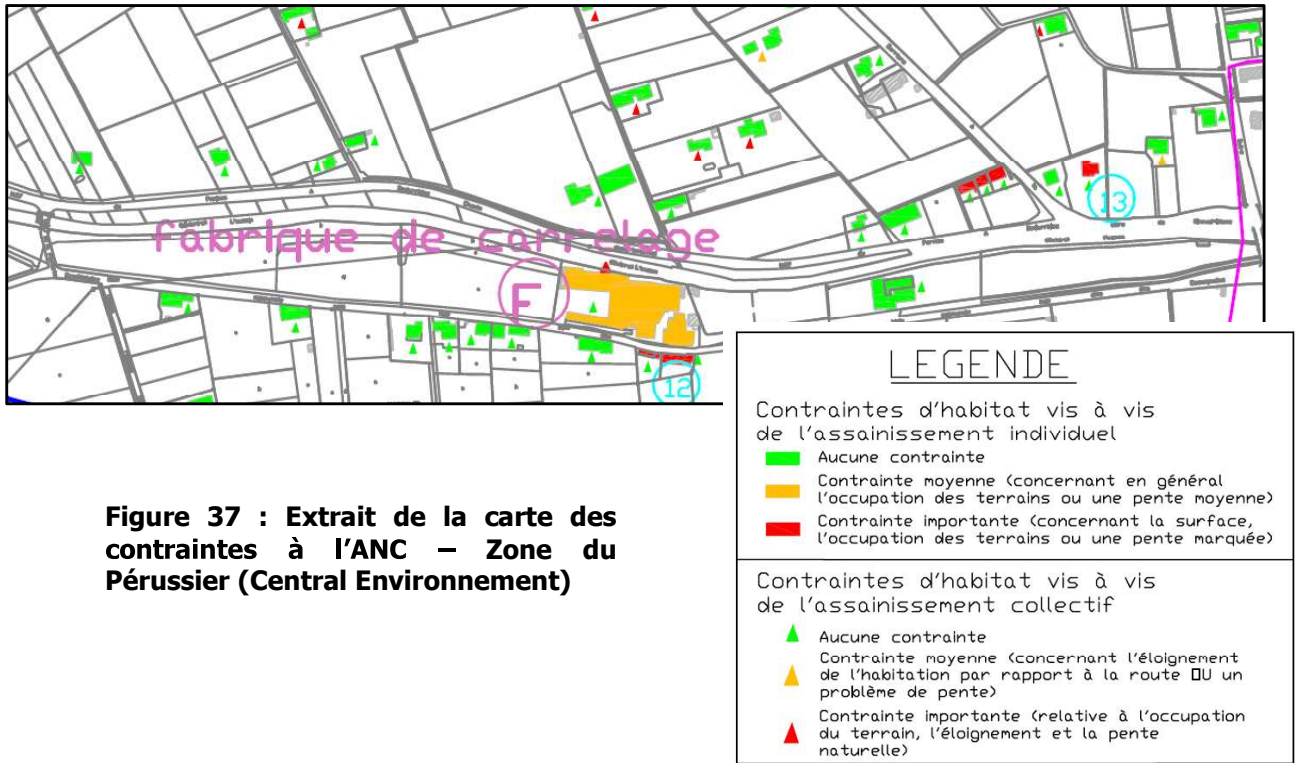 fabrique de carrelage
F
13
12
LEGENDE
Contraintes d'habitat vis à vis
de l'assainissement individuel
Aucune contrainte
Contrainte moyenne (concernant en général
l'occupation des terrains ou une pente moyenne)
Contrainte importante (concernant la surface,
l'occupation des terrains ou une pente marquée)
Contraintes d'habitat vis à vis
de l'assainissement collectif
Aucune contrainte
Contrainte moyenne (concernant l'éloignement
de l'habitation par rapport à la route OU un
problème de pente)
Contrainte importante (relative à l'occupation
du terrain, l'éloignement et la pente
naturelle)
Figure 37 : Extrait de la carte des
contraintes à l'ANC – Zone du
Pérussier (Central Environnement)